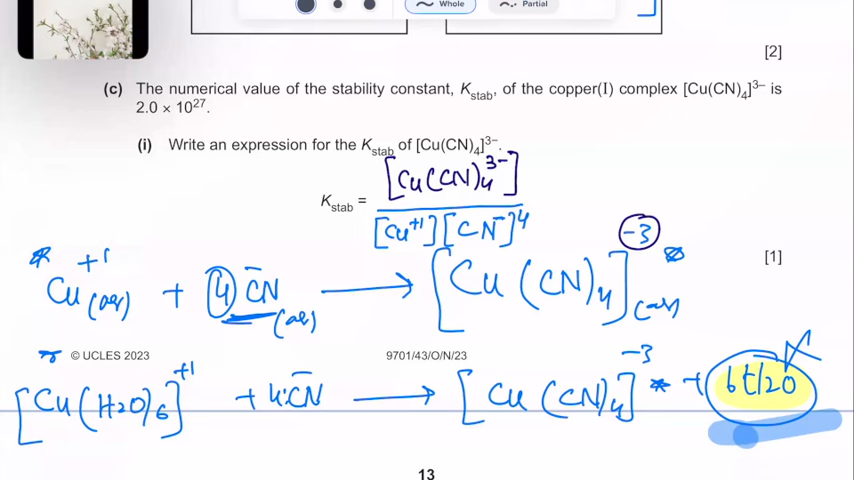 Whole Partial
[2]
(c) The numerical value of the stability constant, Kstab, of the copper(I) complex [Cu(CN)4]3– is
2.0 × 10^27.
(i) Write an expression for the Kstab of [Cu(CN)4]3–.
[Cu(CN)4^3-]
Kstab =
[Cu+1][CN-]^4
[1]
* Cu+1(aq) + 4 CN-(aq) → [Cu(CN)4]-3(aq) *
* © UCLES 2023 9701/43/O/N/23
[Cu(H2O)6]+1 + 4CN- → [Cu(CN)4]-3 * + 6H2O
13